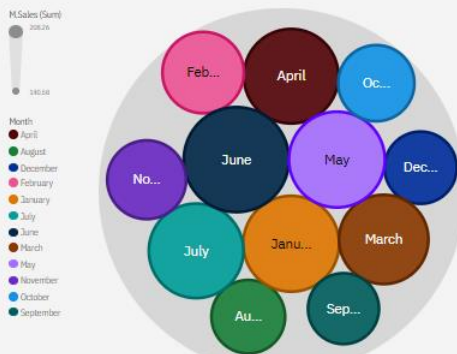 M.Sales (Sum)
208.26
140.68
Month
April
August
December
February
January
July
June
March
May
November
October
September
Feb...
April
Oc...
June
May
Dec...
No...
July
Janu...
March
Au...
Sep...